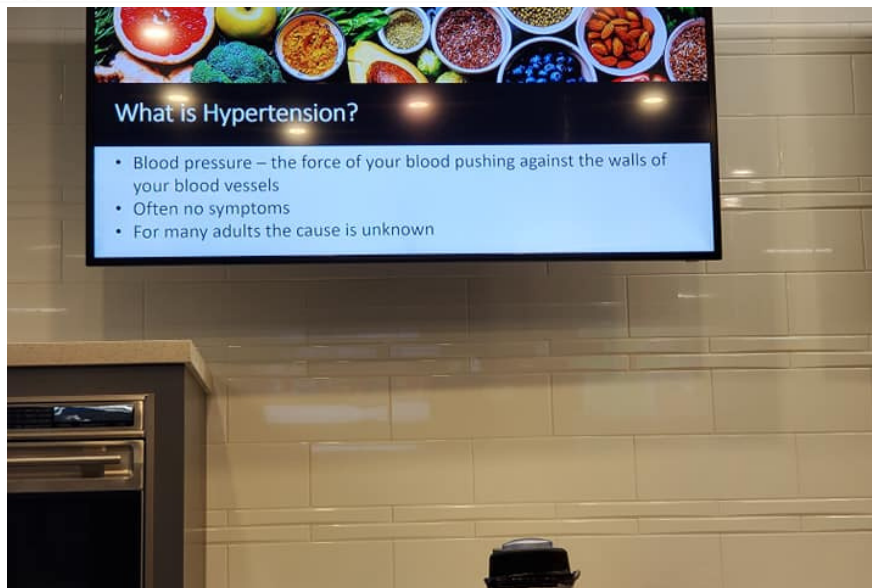 What is Hypertension?
• Blood pressure – the force of your blood pushing against the walls of
your blood vessels
• Often no symptoms
• For many adults the cause is unknown